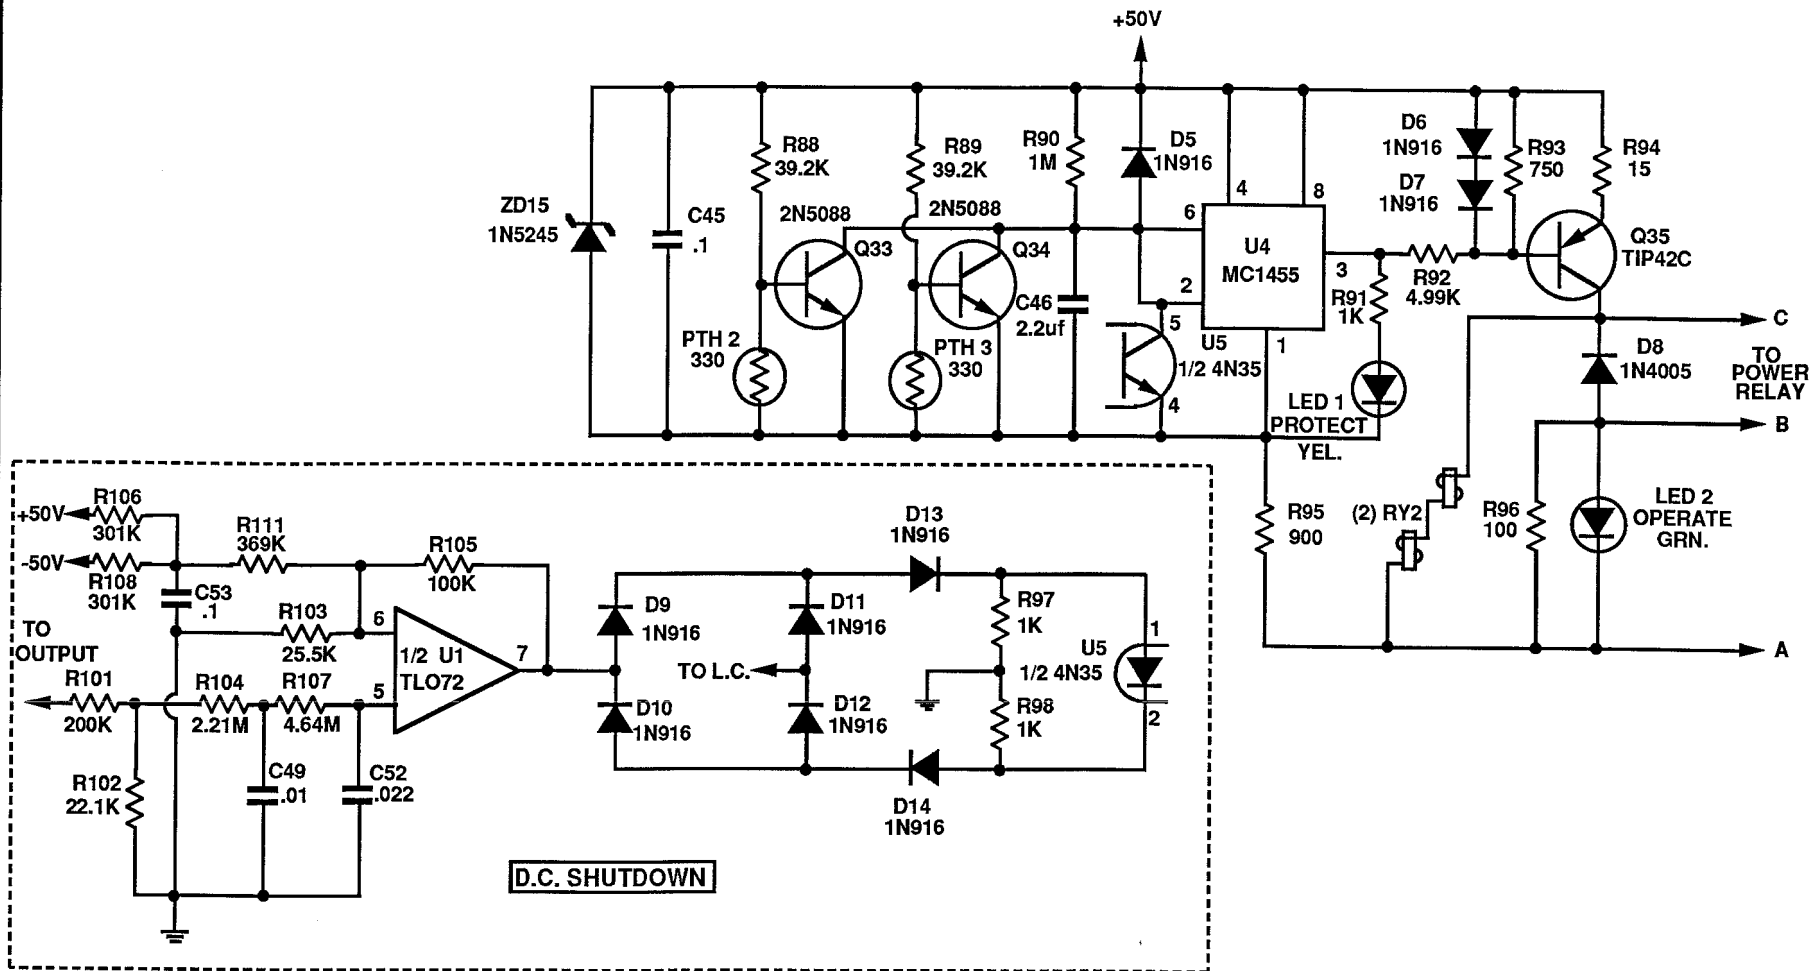 +50V
R88
39.2K
R89
39.2K
R90
1M
D5
1N916
D6
1N916
D7
1N916
R93
750
R94
15
ZD15
1N5245
C45
.1
2N5088
Q33
2N5088
Q34
4
8
6
2
U4
MC1455
3
1
Q35
TIP42C
R92
4.99K
R91
1K
C46
2.2uf
PTH 2
330
PTH 3
330
5
U5
1/2 4N35
4
LED 1
PROTECT
YEL.
C
D8
1N4005
TO
POWER
RELAY
B
R95
900
(2) RY2
R96
100
LED 2
OPERATE
GRN.
A
+50V
R106
301K
-50V
R108
301K
R111
369K
R105
100K
C53
.1
R103
25.5K
TO
OUTPUT
R101
200K
R104
2.21M
R107
4.64M
6
5
7
1/2 U1
TLO72
R102
22.1K
C49
.01
C52
.022
D9
1N916
D10
1N916
D11
1N916
TO L.C.
D12
1N916
D13
1N916
D14
1N916
R97
1K
R98
1K
1
U5
1/2 4N35
2
D.C. SHUTDOWN